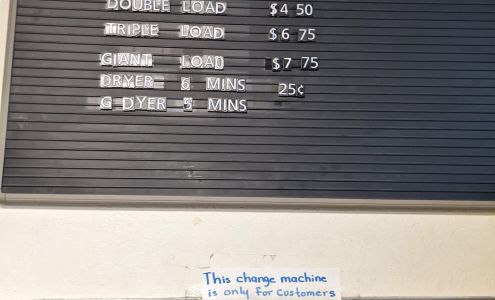 DOUBLE LOAD $4 50
TRIPLE LOAD $6 75
GIANT LOAD $7 75
DRYER 6 MINS 25¢
G DYER 5 MINS
This change machine
is only for customers